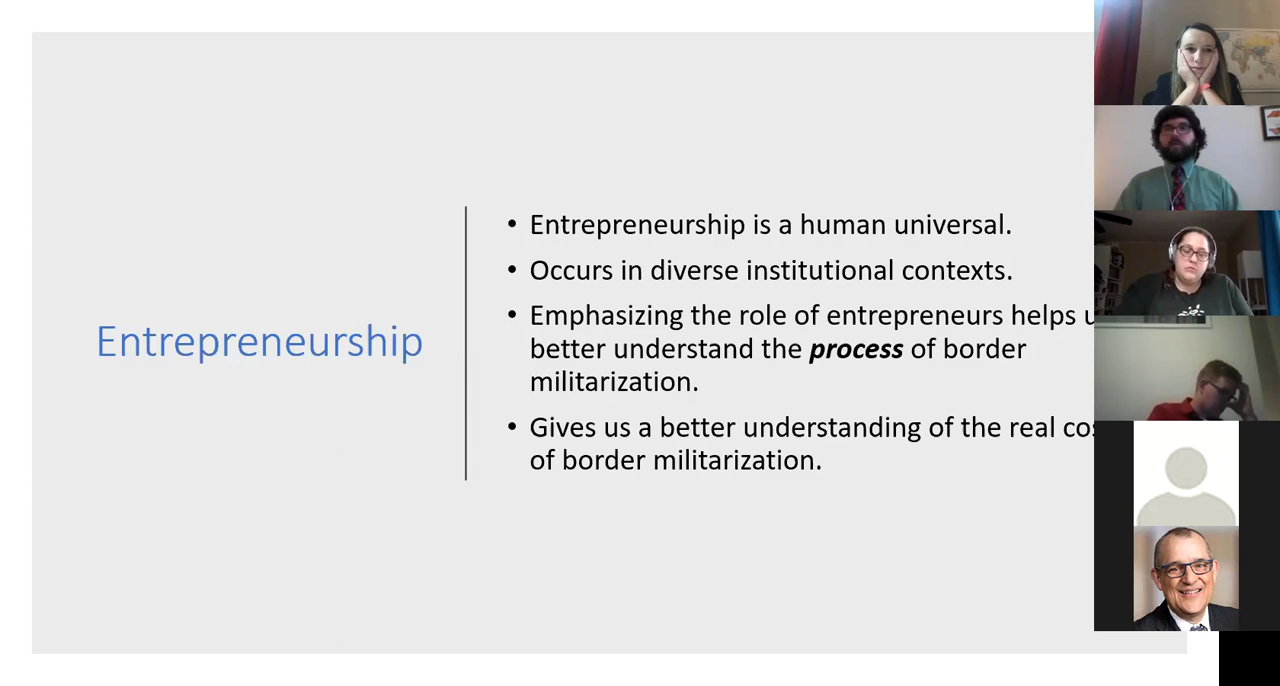 Entrepreneurship
• Entrepreneurship is a human universal.
• Occurs in diverse institutional contexts.
• Emphasizing the role of entrepreneurs helps
better understand the process of border
militarization.
• Gives us a better understanding of the real
of border militarization.